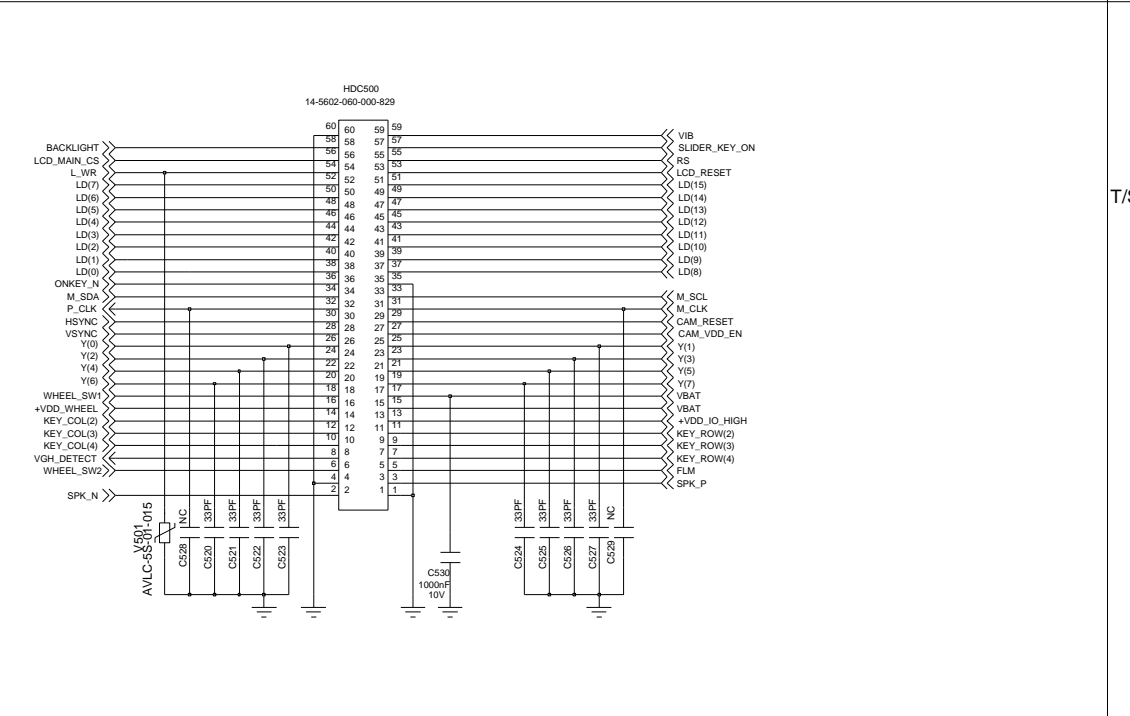 HDC500
14-5602-060-000-829
60 60 59 59
58 58 57 57
56 56 55 55
54 54 53 53
52 52 51 51
50 50 49 49
48 48 47 47
46 46 45 45
44 44 43 43
42 42 41 41
40 40 39 39
38 38 37 37
36 36 35 35
34 34 33 33
32 32 31 31
30 30 29 29
28 28 27 27
26 26 25 25
24 24 23 23
22 22 21 21
20 20 19 19
18 18 17 17
16 16 15 15
14 14 13 13
12 12 11 11
10 10 9 9
8 8 7 7
6 6 5 5
4 4 3 3
2 2 1 1
BACKLIGHT
LCD_MAIN_CS
L_WR
LD(7)
LD(6)
LD(5)
LD(4)
LD(3)
LD(2)
LD(1)
LD(0)
ONKEY_N
M_SDA
P_CLK
HSYNC
VSYNC
Y(0)
Y(2)
Y(4)
Y(6)
WHEEL_SW1
+VDD_WHEEL
KEY_COL(2)
KEY_COL(3)
KEY_COL(4)
VGH_DETECT
WHEEL_SW2
SPK_N
VIB
SLIDER_KEY_ON
RS
LCD_RESET
LD(15)
LD(14)
LD(13)
LD(12)
LD(11)
LD(10)
LD(9)
LD(8)
M_SCL
M_CLK
CAM_RESET
CAM_VDD_EN
Y(1)
Y(3)
Y(5)
Y(7)
VBAT
VBAT
+VDD_IO_HIGH
KEY_ROW(2)
KEY_ROW(3)
KEY_ROW(4)
FLM
SPK_P
V501
AVLC-5S-01-015
C528 NC
C520 33PF
C521 33PF
C522 33PF
C523 33PF
C530
1000nF
10V
C524 33PF
C525 33PF
C526 33PF
C527 33PF
C529 NC